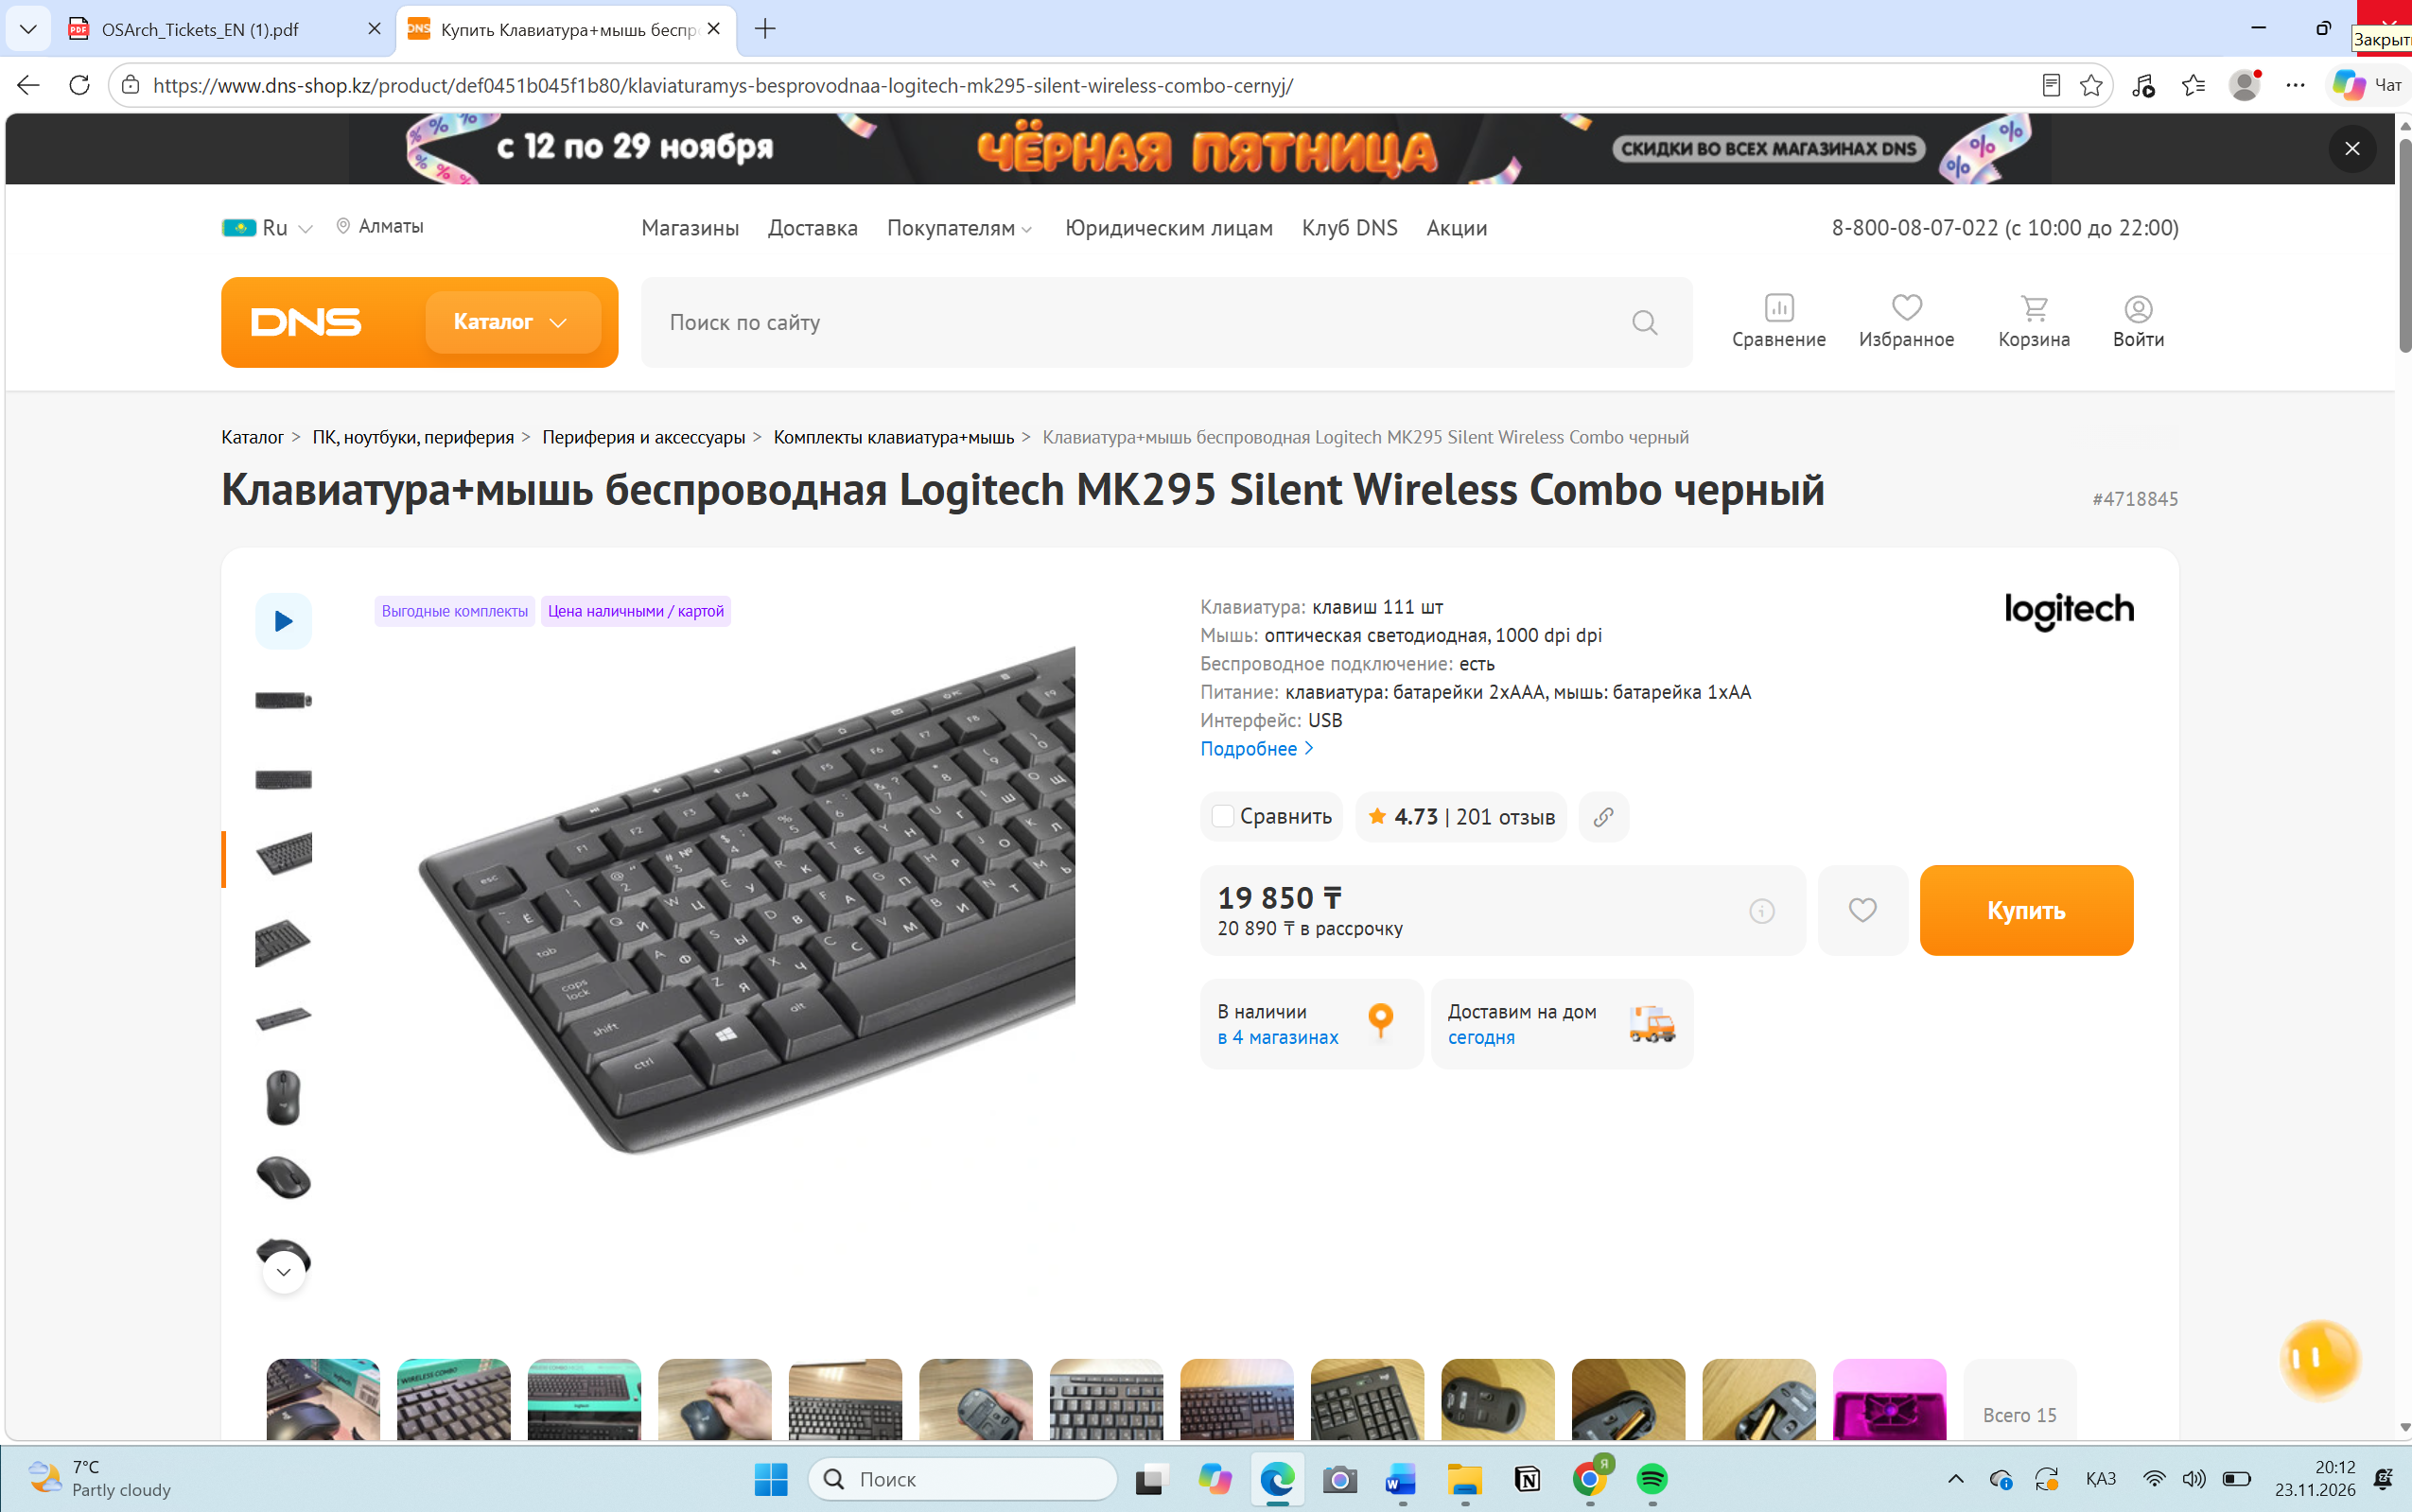 OSArch_Tickets_EN (1).pdf
Купить Клавиатура+мышь беспр
Закрыть
https://www.dns-shop.kz/product/def0451b045f1b80/klaviaturamys-besprovodnaa-logitech-mk295-silent-wireless-combo-cernyj/
Чат
с 12 по 29 ноября
ЧЁРНАЯ ПЯТНИЦА
СКИДКИ ВО ВСЕХ МАГАЗИНАХ DNS
Ru
Алматы
Магазины
Доставка
Покупателям
Юридическим лицам
Клуб DNS
Акции
8-800-08-07-022 (с 10:00 до 22:00)
DNS
Каталог
Поиск по сайту
Сравнение
Избранное
Корзина
Войти
Каталог > ПК, ноутбуки, периферия > Периферия и аксессуары > Комплекты клавиатура+мышь > Клавиатура+мышь беспроводная Logitech MK295 Silent Wireless Combo черный
Клавиатура+мышь беспроводная Logitech MK295 Silent Wireless Combo черный
#4718845
Выгодные комплекты
Цена наличными / картой
Клавиатура: клавиш 111 шт
Мышь: оптическая светодиодная, 1000 dpi dpi
Беспроводное подключение: есть
Питание: клавиатура: батарейки 2xAAA, мышь: батарейка 1xAA
Интерфейс: USB
Подробнее
logitech
Сравнить
4.73 | 201 отзыв
19 850 ₸
20 890 ₸ в рассрочку
Купить
В наличии
в 4 магазинах
Доставим на дом
сегодня
Всего 15
7°C
Partly cloudy
Поиск
ҚАЗ
20:12
23.11.2026